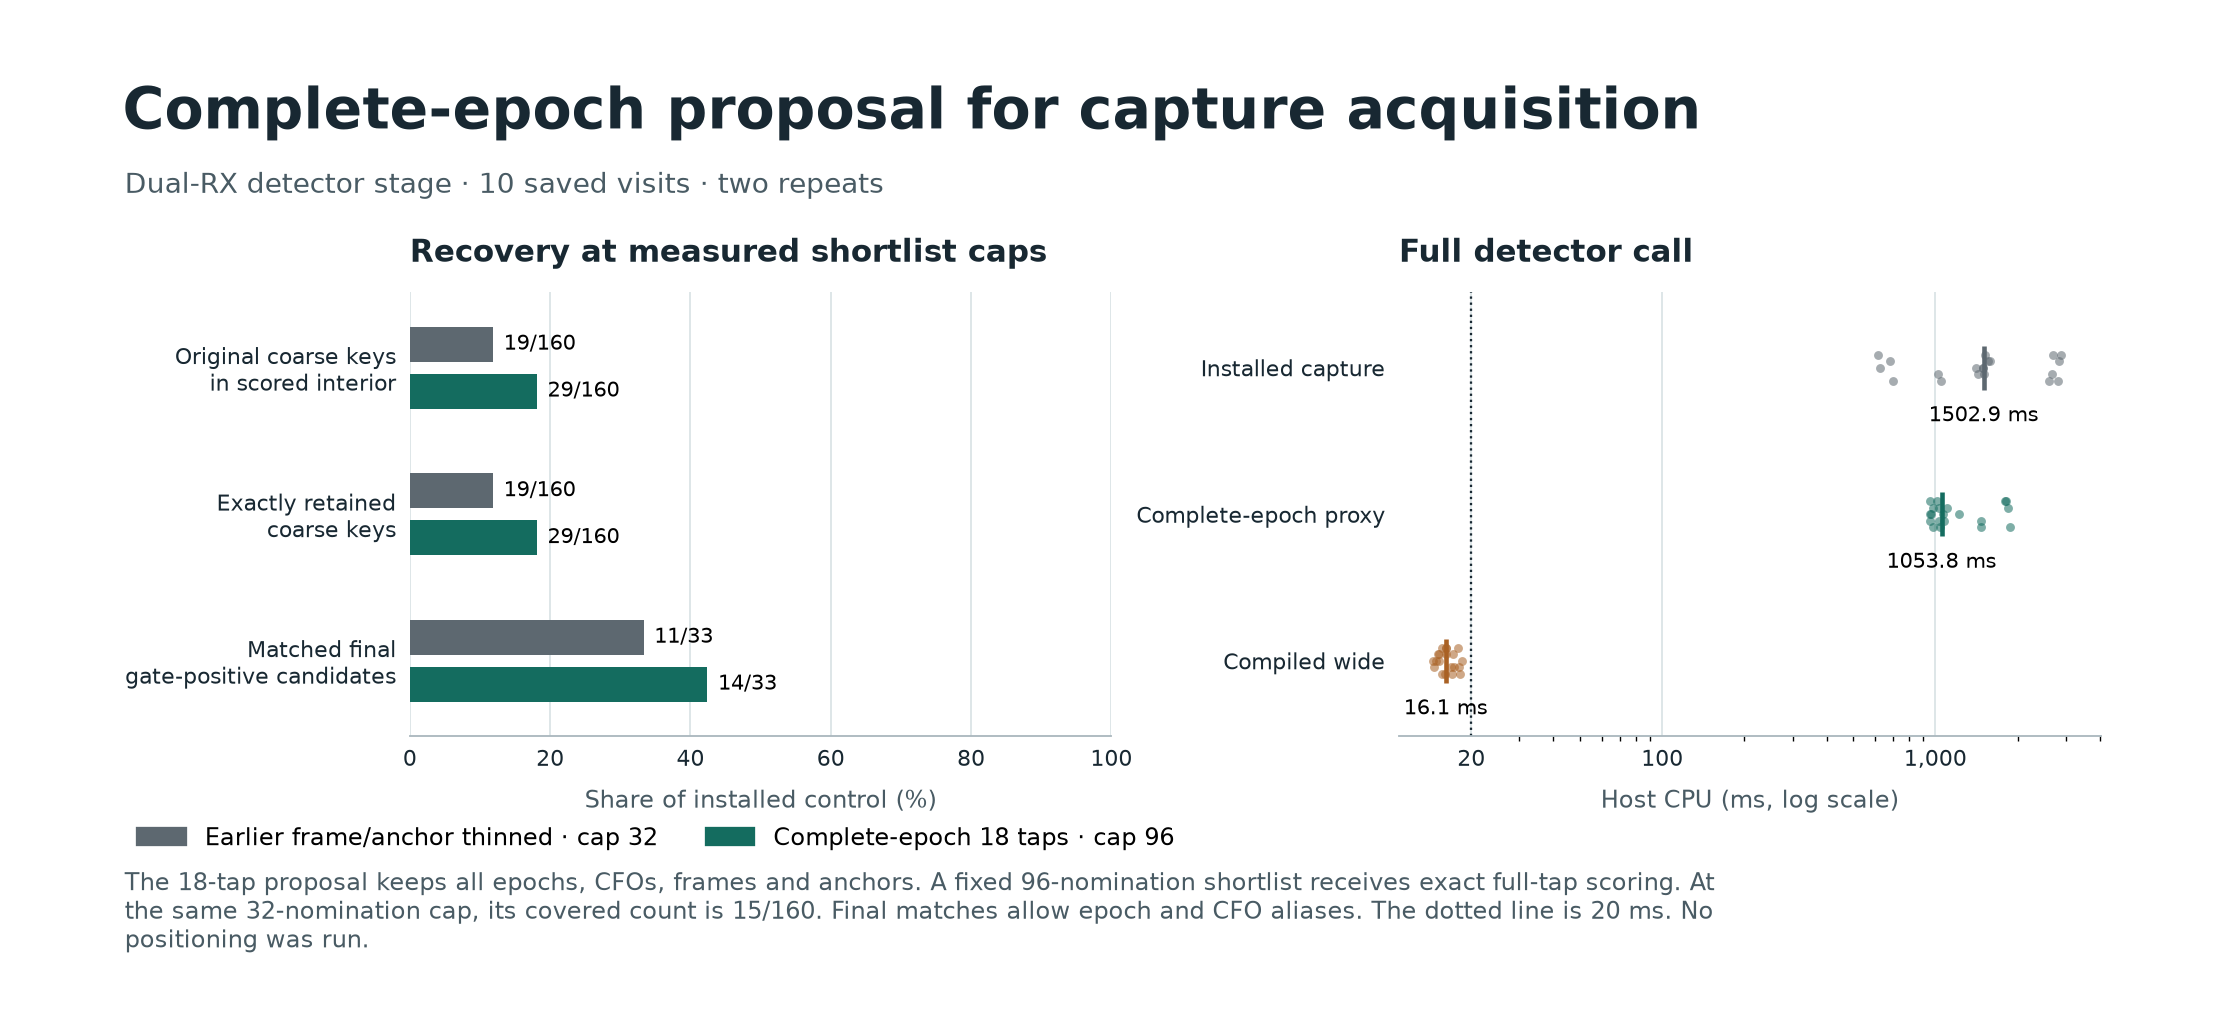 Complete-epoch proposal for capture acquisition
Dual-RX detector stage · 10 saved visits · two repeats
Recovery at measured shortlist caps
Original coarse keys
in scored interior
19/160
29/160
Exactly retained
coarse keys
19/160
29/160
Matched final
gate-positive candidates
11/33
14/33
0 20 40 60 80 100
Share of installed control (%)
Full detector call
Installed capture
1502.9 ms
Complete-epoch proxy
1053.8 ms
Compiled wide
16.1 ms
20 100 1,000
Host CPU (ms, log scale)
Earlier frame/anchor thinned · cap 32
Complete-epoch 18 taps · cap 96
The 18-tap proposal keeps all epochs, CFOs, frames and anchors. A fixed 96-nomination shortlist receives exact full-tap scoring. At
the same 32-nomination cap, its covered count is 15/160. Final matches allow epoch and CFO aliases. The dotted line is 20 ms. No
positioning was run.